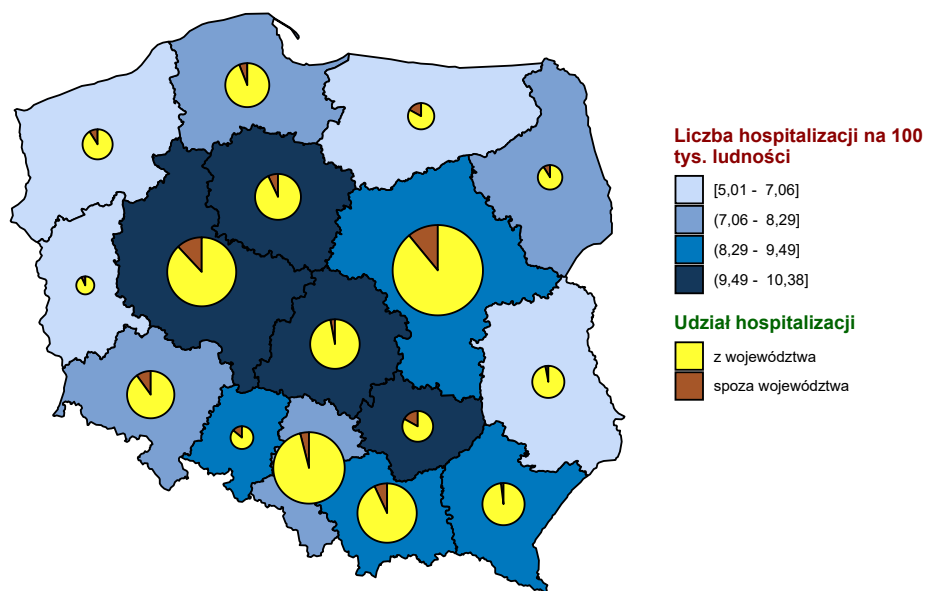 Liczba hospitalizacji na 100
tys. ludności
[5,01 - 7,06]
(7,06 - 8,29]
(8,29 - 9,49]
(9,49 - 10,38]
Udział hospitalizacji
z województwa
spoza województwa